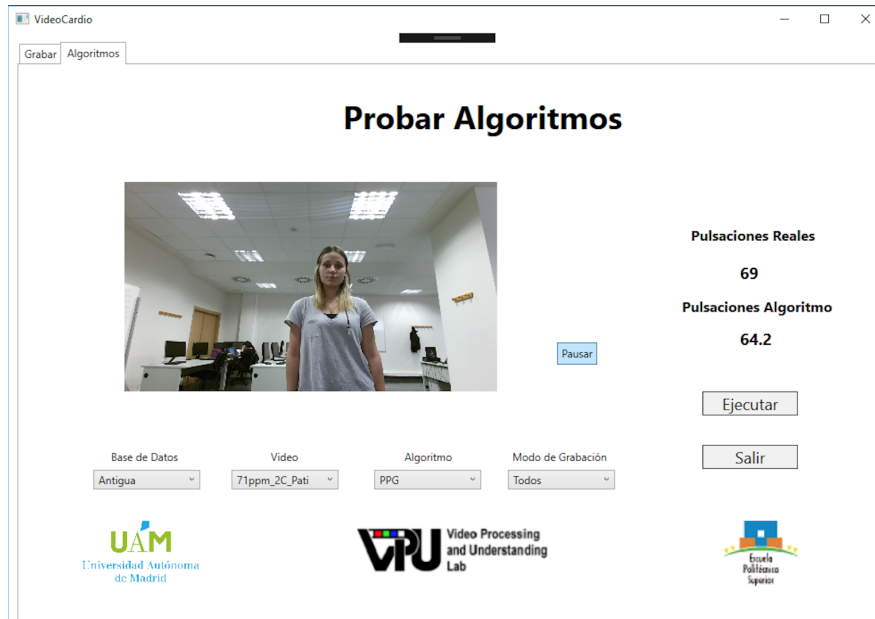 VideoCardio
Grabar
Algoritmos
Probar Algoritmos
Pulsaciones Reales
69
Pulsaciones Algoritmo
64.2
Pausar
Ejecutar
Salir
Base de Datos
Video
Algoritmo
Modo de Grabación
Antigua
71ppm_2C_Pati
PPG
Todos
UAM
Universidad Autónoma
de Madrid
VPU
Video Processing
and Understanding
Lab
Escuela
Politécnica
Superior